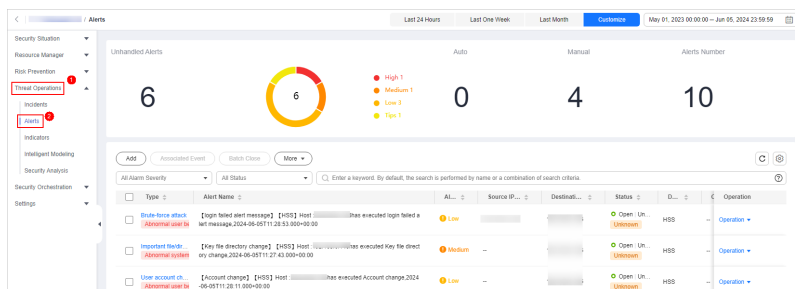 / Alerts
Last 24 Hours
Last One Week
Last Month
Customize
May 01, 2023 00:00:00 – Jun 05, 2024 23:59:59
Security Situation
Resource Manager
Risk Prevention
1
Threat Operations
Incidents
2
Alerts
Indicators
Intelligent Modeling
Security Analysis
Security Orchestration
Settings
Unhandled Alerts
Auto
Manual
Alerts Number
6
6
High 1
Medium 1
Low 3
Tips 1
0
4
10
Add
Associated Event
Batch Close
More
All Alarm Severity
All Status
Enter a keyword. By default, the search is performed by name or a combination of search criteria.
Type
Alert Name
Al...
Source IP...
Destinati...
Status
D...
Operation
Brute-force attack
Abnormal user be
【login failed alert message】【HSS】Host
has executed login failed a
lert message,2024-06-05T11:28:53.000+00:00
Low
Open Un...
Unknown
HSS
–
Operation
Important file/dir...
Abnormal system
【Key file directory change】【HSS】Host
has executed Key file direct
ory change,2024-06-05T11:27:43.000+00:00
Medium
–
Open Un...
Unknown
HSS
–
Operation
User account ch...
Abnormal user be
【Account change】【HSS】Host
has executed Account change,2024
-06-05T11:26:11.000+00:00
Low
–
Open Un...
Unknown
HSS
–
Operation